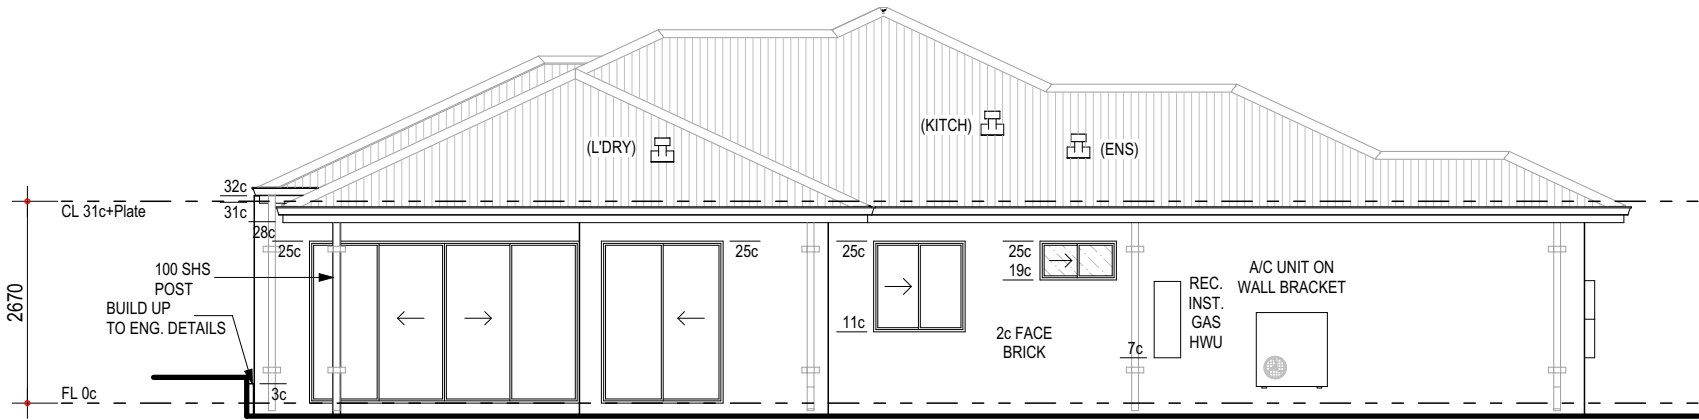 (L'DRY)
(KITCH)
(ENS)
32c
CL 31c+Plate
31c
28c
25c
25c
25c
25c
19c
100 SHS
POST
BUILD UP
TO ENG. DETAILS
2670
11c
2c FACE
BRICK
7c
REC.
INST.
GAS
HWU
A/C UNIT ON
WALL BRACKET
FL 0c
3c